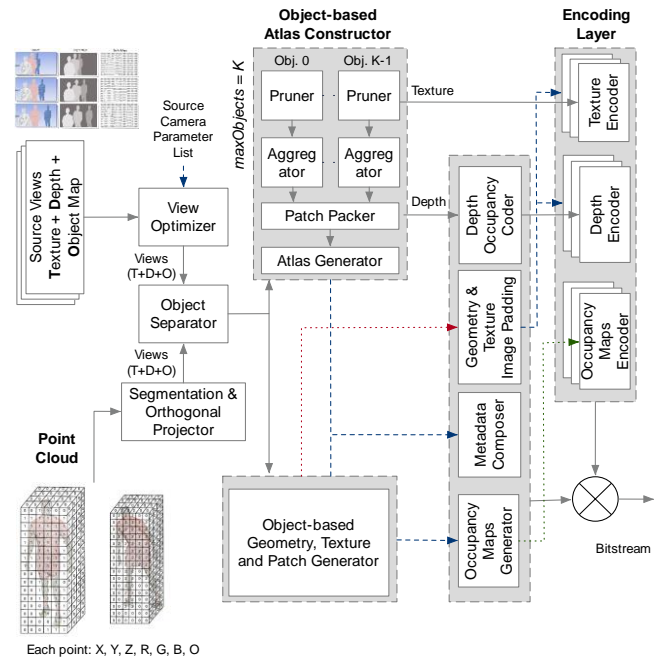 Object-based
Atlas Constructor
Encoding
Layer
maxObjects = K
Obj. 0
Obj. K-1
Pruner
Pruner
Texture
Texture
Encoder
Source
Camera
Parameter
List
Aggreg
ator
Aggreg
ator
Source Views
Texture + Depth +
Object Map
View
Optimizer
Patch Packer
Depth
Depth
Occupancy
Coder
Depth
Encoder
Atlas Generator
Views
(T+D+O)
Object
Separator
Geometry &
Texture
Image Padding
Occupancy
Maps
Encoder
Views
(T+D+O)
Segmentation &
Orthogonal
Projector
Metadata
Composer
Point
Cloud
Object-based
Geometry, Texture
and Patch Generator
Occupancy
Maps
Generator
Bitstream
Each point: X, Y, Z, R, G, B, O